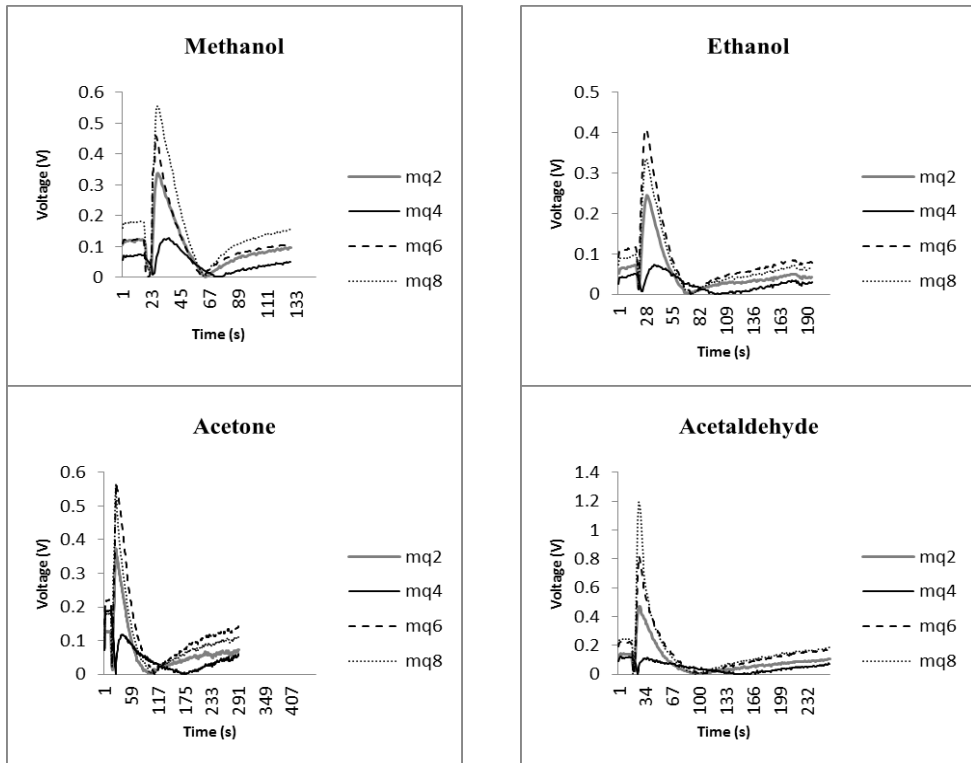 Methanol
0.6
0.5
0.4
0.3
0.2
0.1
0
Voltage (V)
1
23
45
67
89
111
133
Time (s)
mq2
mq4
mq6
mq8
Ethanol
0.5
0.4
0.3
0.2
0.1
0
Voltage (V)
1
28
55
82
109
136
163
190
Time (s)
mq2
mq4
mq6
mq8
Acetone
0.6
0.5
0.4
0.3
0.2
0.1
0
Voltage (V)
1
59
117
175
233
291
349
407
Time (s)
mq2
mq4
mq6
mq8
Acetaldehyde
1.4
1.2
1
0.8
0.6
0.4
0.2
0
Voltage (V)
1
34
67
100
133
166
199
232
Time (s)
mq2
mq4
mq6
mq8